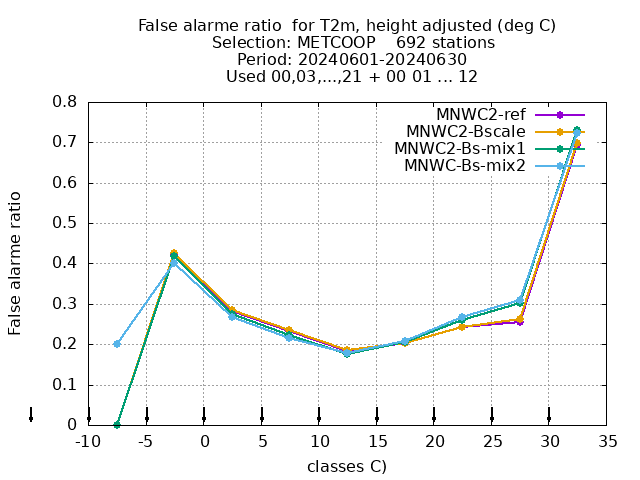 False alarme ratio  for T2m, height adjusted (deg C)
Selection: METCOOP    692 stations
Period: 20240601-20240630
Used 00,03,...,21 + 00 01 ... 12
MNWC2-ref
MNWC2-Bscale
MNWC2-Bs-mix1
MNWC-Bs-mix2
False alarme ratio
0.8
0.7
0.6
0.5
0.4
0.3
0.2
0.1
0
-10 -5 0 5 10 15 20 25 30 35
classes C)